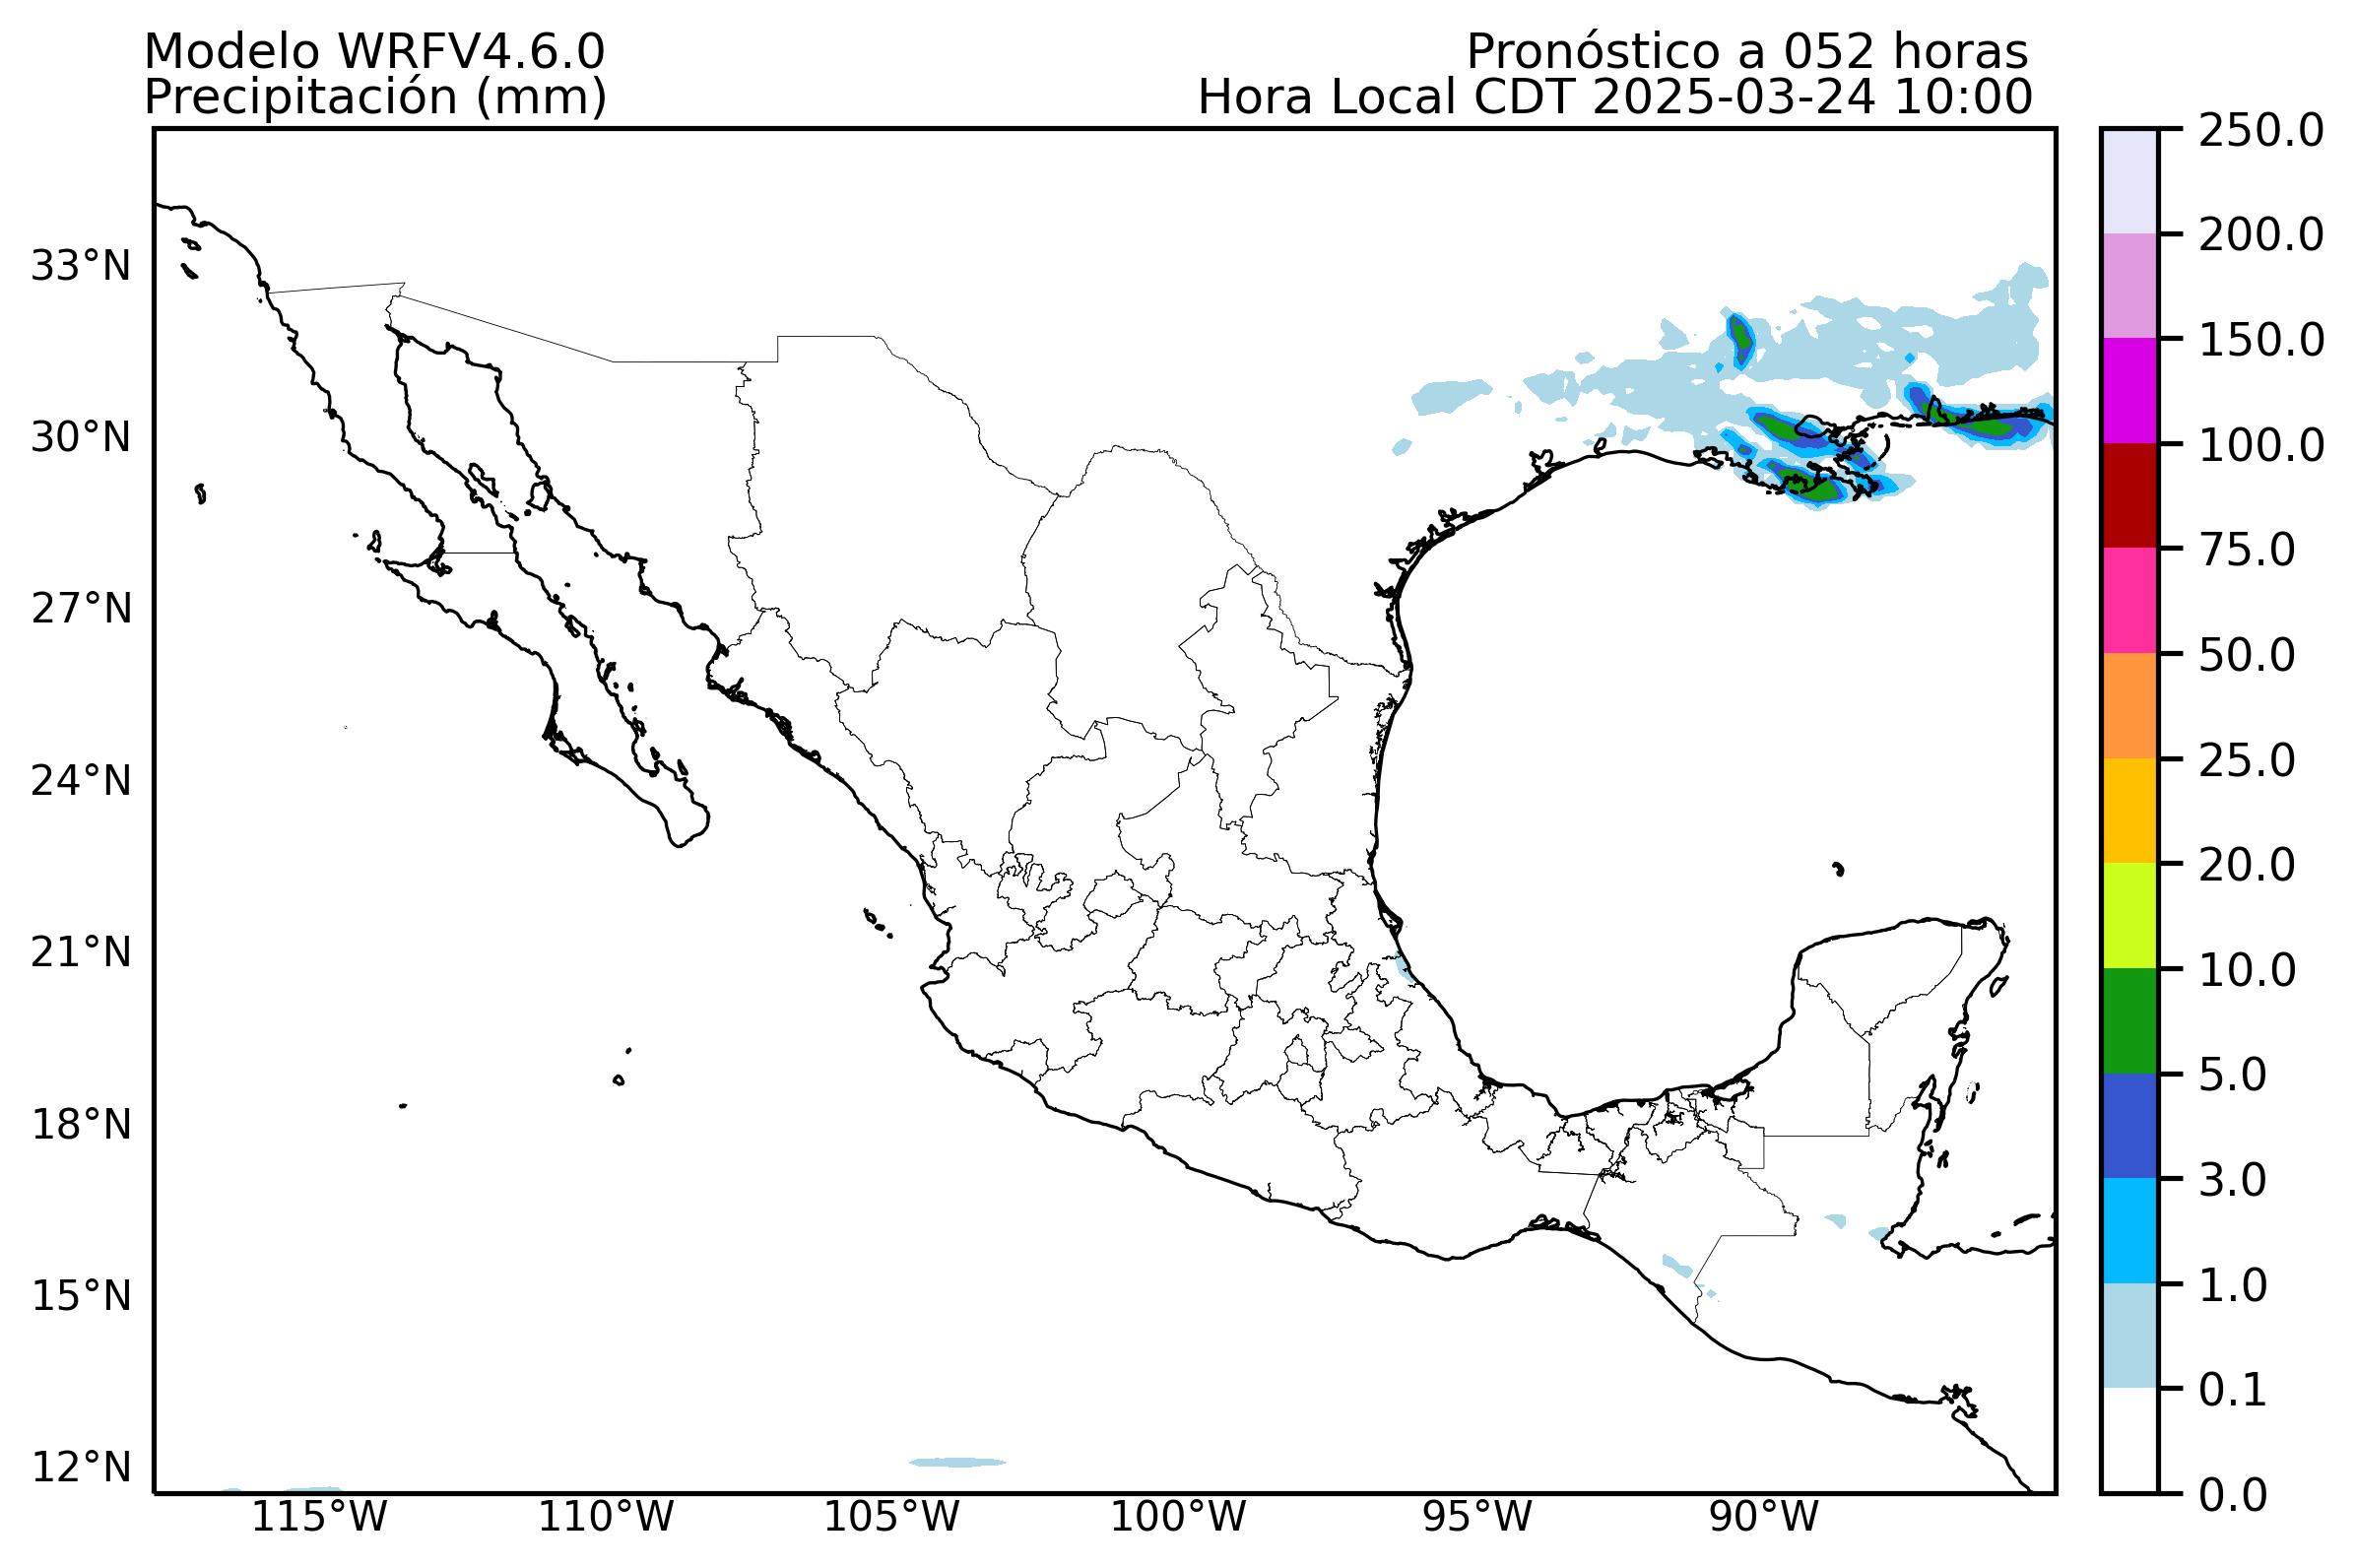 Modelo WRFV4.6.0
Precipitación (mm)
Pronóstico a 052 horas
Hora Local CDT 2025-03-24 10:00
33°N
30°N
27°N
24°N
21°N
18°N
15°N
12°N
115°W
110°W
105°W
100°W
95°W
90°W
250.0
200.0
150.0
100.0
75.0
50.0
25.0
20.0
10.0
5.0
3.0
1.0
0.1
0.0